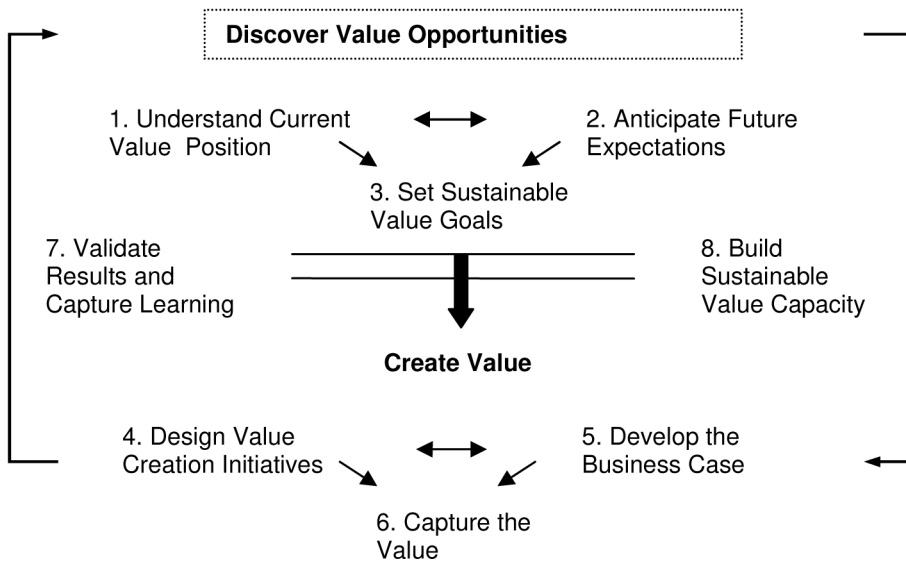 Discover Value Opportunities
1. Understand Current
Value Position
2. Anticipate Future
Expectations
3. Set Sustainable
Value Goals
7. Validate
Results and
Capture Learning
8. Build
Sustainable
Value Capacity
Create Value
4. Design Value
Creation Initiatives
5. Develop the
Business Case
6. Capture the
Value